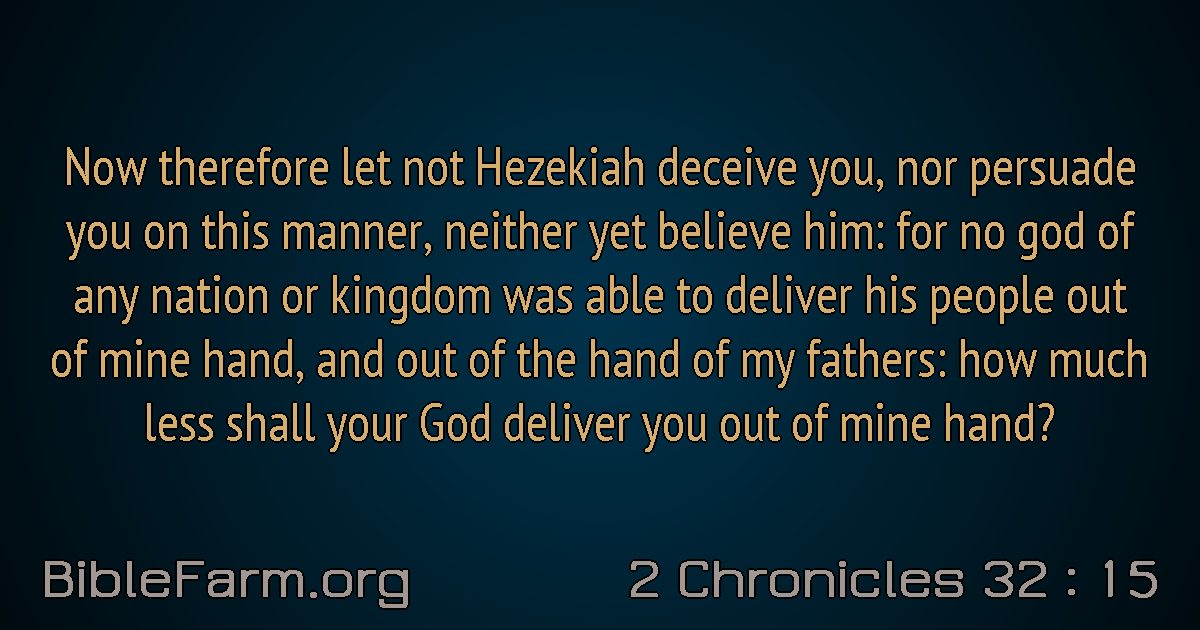 Now therefore let not Hezekiah deceive you, nor persuade
you on this manner, neither yet believe him: for no god of
any nation or kingdom was able to deliver his people out
of mine hand, and out of the hand of my fathers: how much
less shall your God deliver you out of mine hand?
BibleFarm.org
2 Chronicles 32 : 15